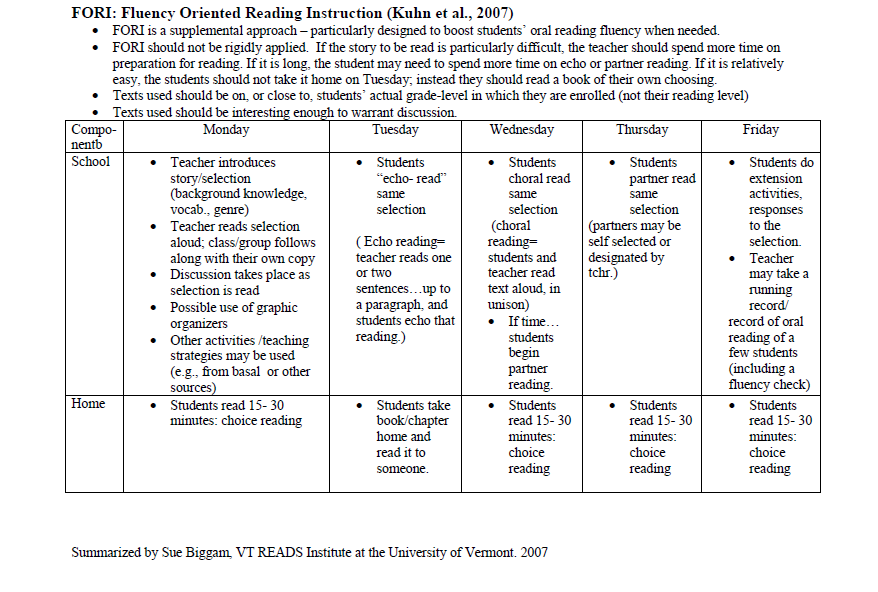 FORI: Fluency Oriented Reading Instruction (Kuhn et al., 2007)
• FORI is a supplemental approach – particularly designed to boost students' oral reading fluency when needed.
• FORI should not be rigidly applied. If the story to be read is particularly difficult, the teacher should spend more time on
preparation for reading. If it is long, the student may need to spend more time on echo or partner reading. If it is relatively
easy, the students should not take it home on Tuesday; instead they should read a book of their own choosing.
• Texts used should be on, or close to, students' actual grade-level in which they are enrolled (not their reading level)
• Texts used should be interesting enough to warrant discussion.
Compo-
nentb
Monday
Tuesday
Wednesday
Thursday
Friday
School
• Teacher introduces
story/selection
(background knowledge,
vocab., genre)
• Teacher reads selection
aloud; class/group follows
along with their own copy
• Discussion takes place as
selection is read
• Possible use of graphic
organizers
• Other activities /teaching
strategies may be used
(e.g., from basal or other
sources)
• Students
"echo- read"
same
selection
( Echo reading=
teacher reads one
or two
sentences…up to
a paragraph, and
students echo that
reading.)
• Students
choral read
same
selection
(choral
reading=
students and
teacher read
text aloud, in
unison)
• If time…
students
begin
partner
reading.
• Students
partner read
same
selection
(partners may be
self selected or
designated by
tchr.)
• Students do
extension
activities,
responses
to the
selection.
• Teacher
may take a
running
record/
record of oral
reading of a
few students
(including a
fluency check)
Home
• Students read 15- 30
minutes: choice reading
• Students take
book/chapter
home and
read it to
someone.
• Students
read 15- 30
minutes:
choice
reading
• Students
read 15- 30
minutes:
choice
reading
• Students
read 15- 30
minutes:
choice
reading
Summarized by Sue Biggam, VT READS Institute at the University of Vermont. 2007